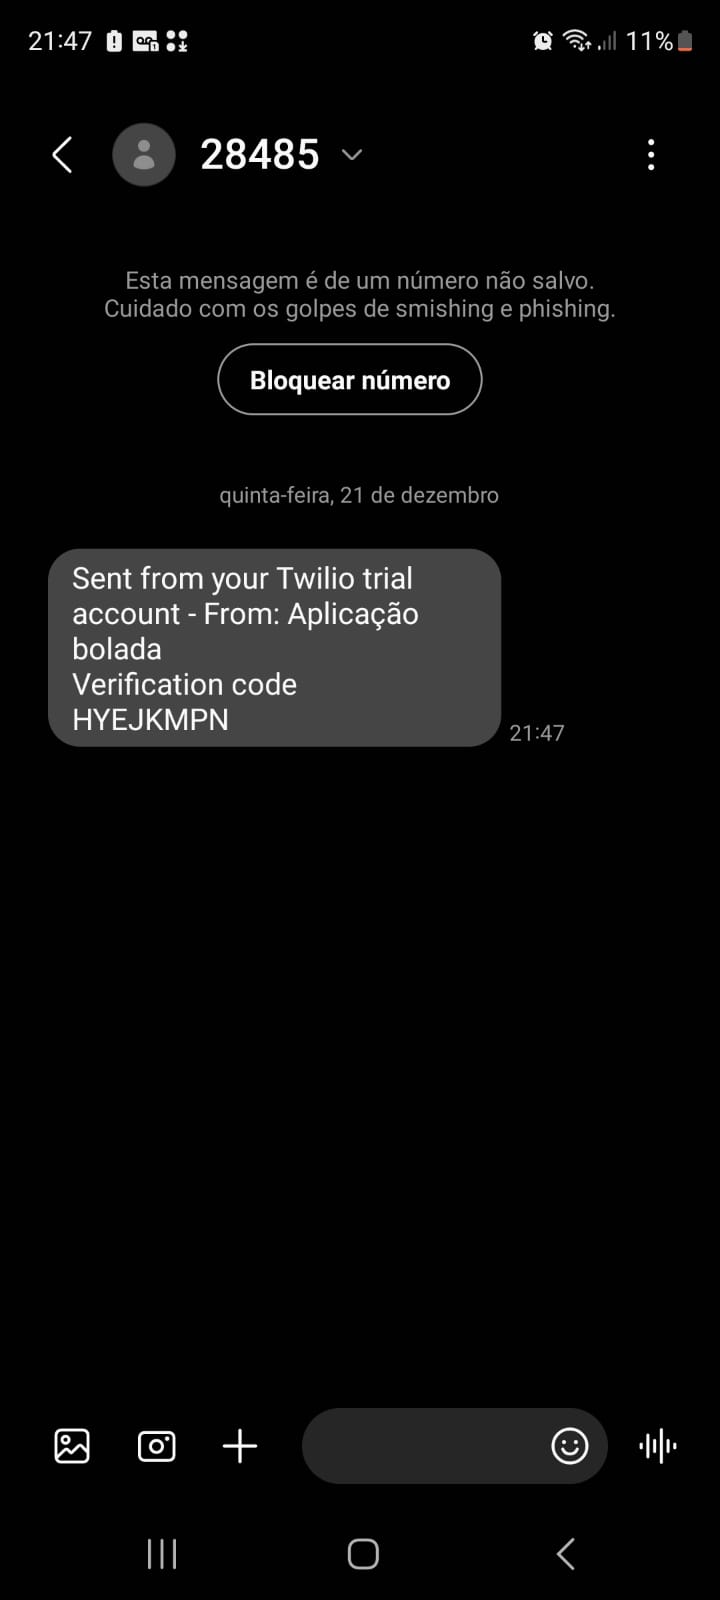 21:47 11%
28485
Esta mensagem é de um número não salvo.
Cuidado com os golpes de smishing e phishing.
Bloquear número
quinta-feira, 21 de dezembro
Sent from your Twilio trial
account - From: Aplicação
bolada
Verification code
HYEJKMPN
21:47